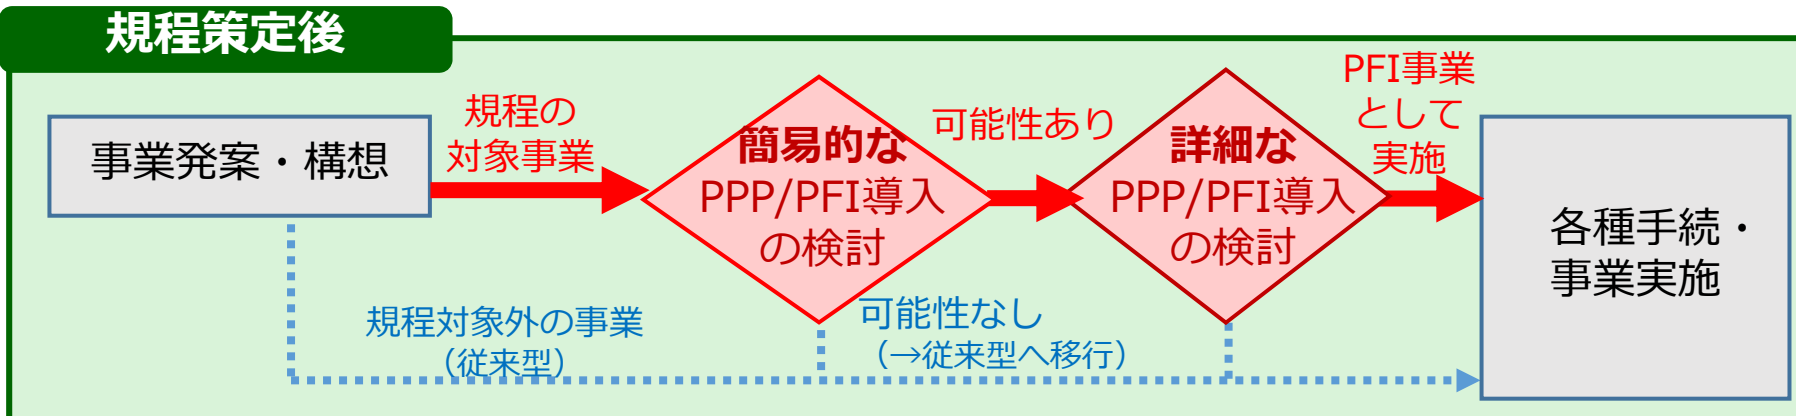 規程策定後
事業発案・構想
規程の
対象事業
簡易的な
PPP/PFI導入
の検討
可能性あり
詳細な
PPP/PFI導入
の検討
PFI事業
として
実施
各種手続・
事業実施
規程対象外の事業
（従来型）
可能性なし
（→従来型へ移行）